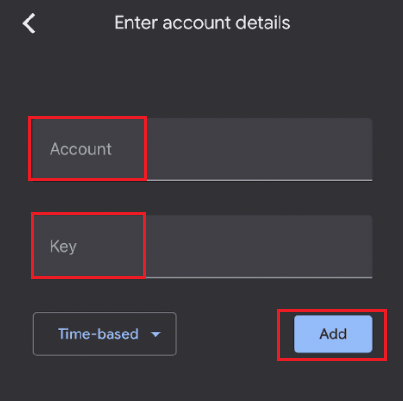 Enter account details
Account
Key
Time-based
Add